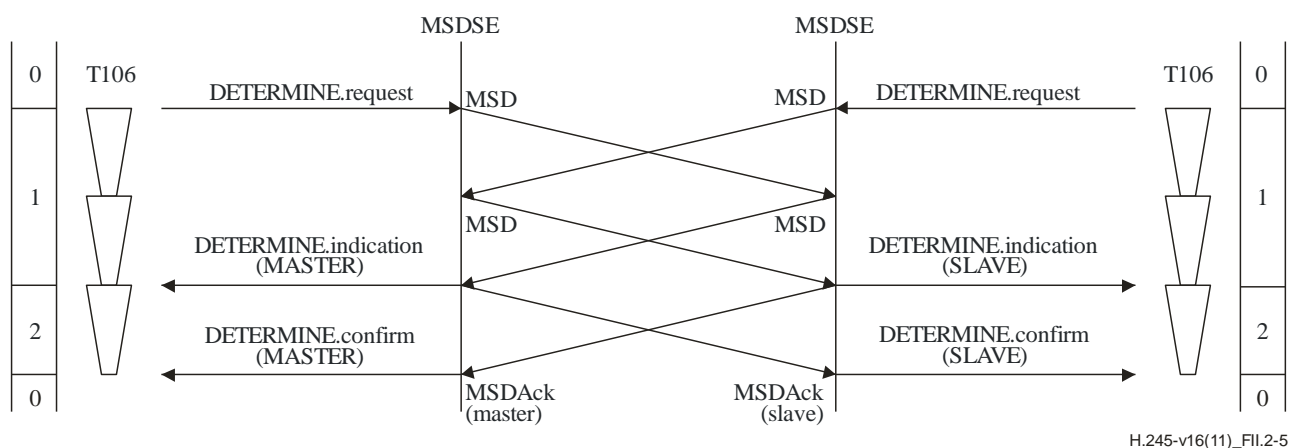 MSDSE MSDSE
0 T106 T106 0
DETERMINE.request MSD MSD DETERMINE.request
1 1
MSD MSD
DETERMINE.indication DETERMINE.indication
(MASTER) (SLAVE)
2 2
DETERMINE.confirm DETERMINE.confirm
(MASTER) (SLAVE)
0 MSDAck MSDAck 0
(master) (slave)
H.245-v16(11)_FII.2-5